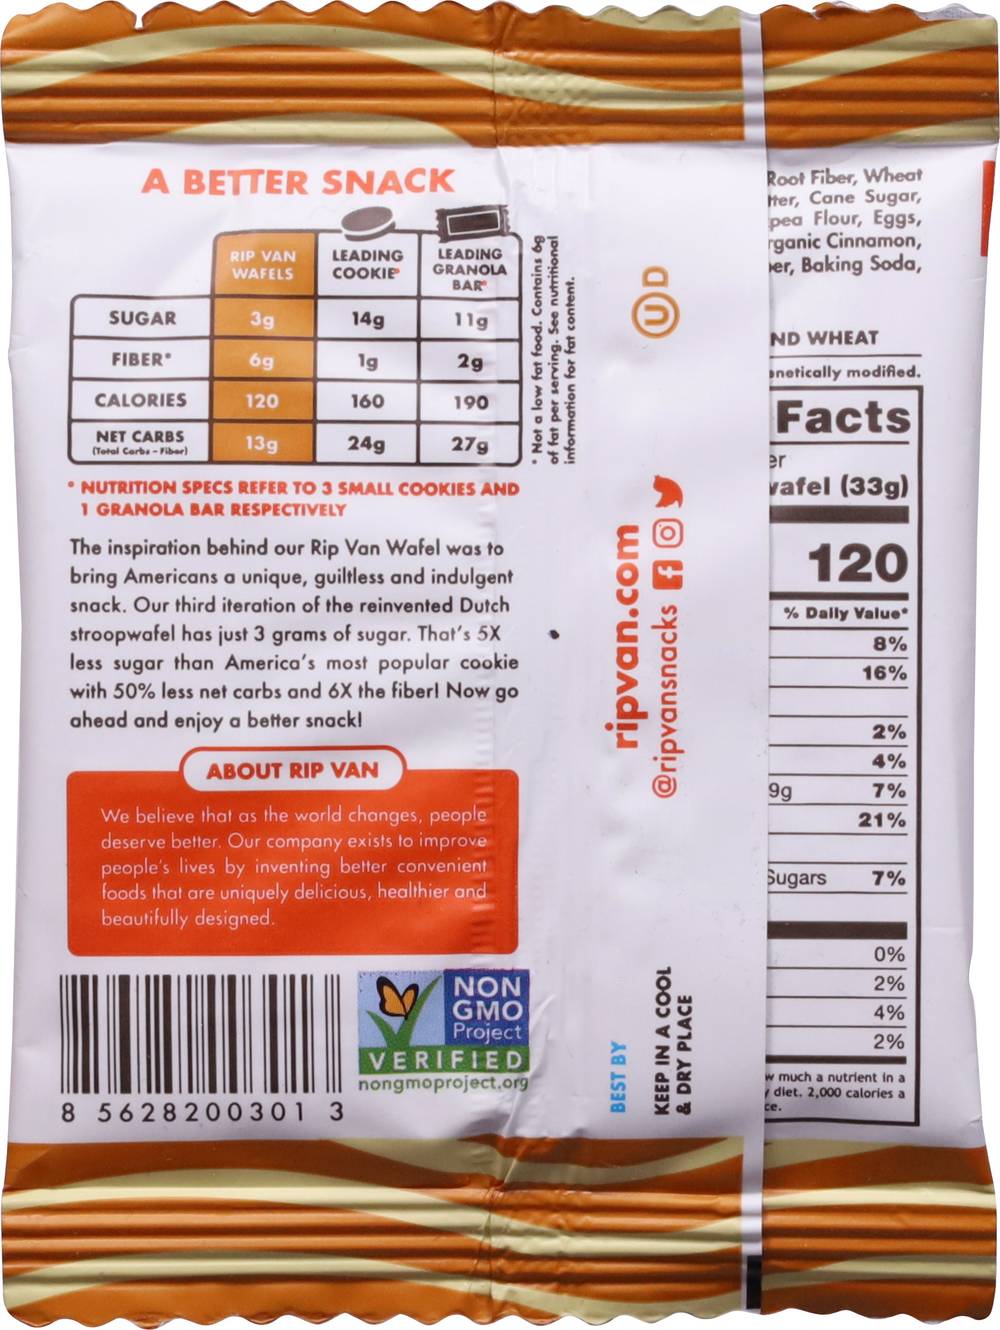 A BETTER SNACK
RIP VAN WAFELS
LEADING COOKIE*
LEADING GRANOLA BAR*
SUGAR 3g 14g 11g
FIBER* 6g 1g 2g
CALORIES 120 160 190
NET CARBS 13g 24g 27g
(Total Carbs – Fiber)
* NUTRITION SPECS REFER TO 3 SMALL COOKIES AND
1 GRANOLA BAR RESPECTIVELY
* Not a low fat food. Contains 6g
of fat per serving. See nutritional
information for fat content.
The inspiration behind our Rip Van Wafel was to
bring Americans a unique, guiltless and indulgent
snack. Our third iteration of the reinvented Dutch
stroopwafel has just 3 grams of sugar. That's 5X
less sugar than America's most popular cookie
with 50% less net carbs and 6X the fiber! Now go
ahead and enjoy a better snack!
ABOUT RIP VAN
We believe that as the world changes, people
deserve better. Our company exists to improve
people's lives by inventing better convenient
foods that are uniquely delicious, healthier and
beautifully designed.
8 56282 00301 3
NON
GMO
Project
VERIFIED
nongmoproject.org
U D
ripvan.com
@ripvansnacks
BEST BY
KEEP IN A COOL
& DRY PLACE
Root Fiber, Wheat
Cane Sugar,
Flour, Eggs,
Cinnamon,
Baking Soda,
WHEAT
modified.
Facts
(33g)
120
% Daily Value*
8%
16%
2%
4%
9g 7%
21%
Sugars 7%
0%
2%
4%
2%
much a nutrient in a
diet. 2,000 calories a